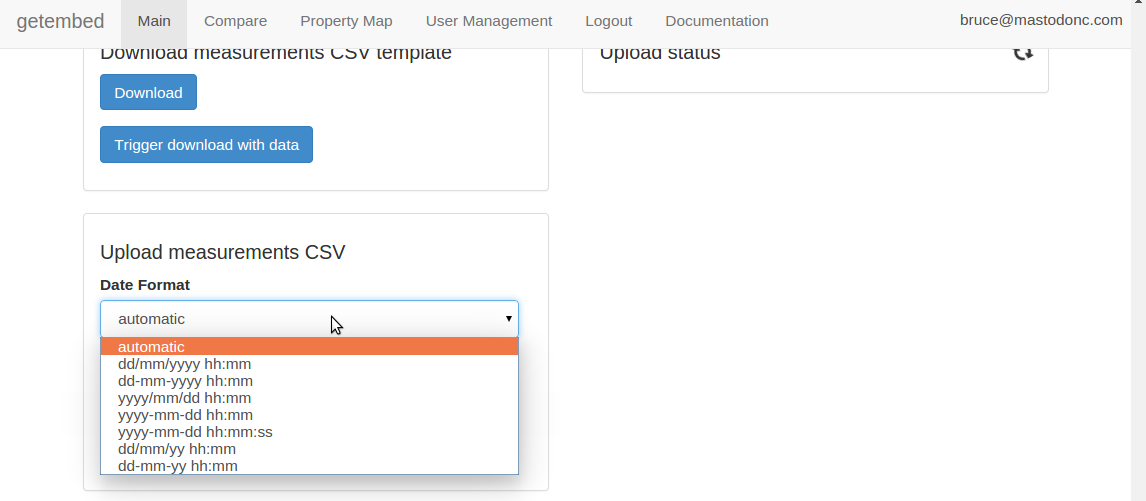 getembed Main Compare Property Map User Management Logout Documentation bruce@mastodonc.com
Download measurements CSV template
Download
Trigger download with data
Upload status
Upload measurements CSV
Date Format
automatic
automatic
dd/mm/yyyy hh:mm
dd-mm-yyyy hh:mm
yyyy/mm/dd hh:mm
yyyy-mm-dd hh:mm
yyyy-mm-dd hh:mm:ss
dd/mm/yy hh:mm
dd-mm-yy hh:mm